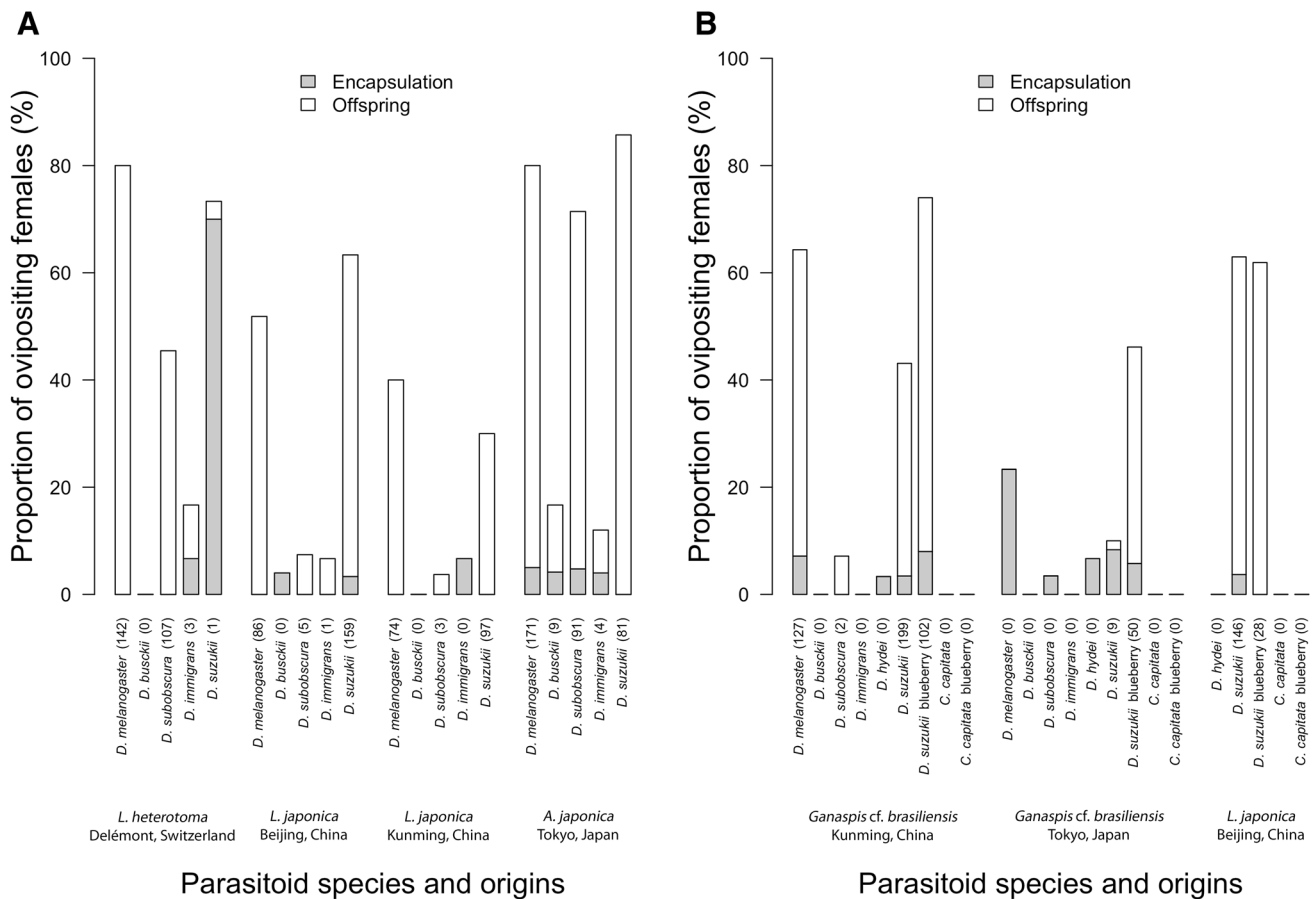 A
Proportion of ovipositing females (%)
100
80
60
40
20
0
Encapsulation
Offspring
D. melanogaster (142)
D. busckii (0)
D. subobscura (107)
D. immigrans (3)
D. suzukii (1)
D. melanogaster (86)
D. busckii (0)
D. subobscura (5)
D. immigrans (1)
D. suzukii (159)
D. melanogaster (74)
D. busckii (0)
D. subobscura (3)
D. immigrans (0)
D. suzukii (97)
D. melanogaster (171)
D. busckii (9)
D. subobscura (91)
D. immigrans (4)
D. suzukii (81)
L. heterotoma
Delémont, Switzerland
L. japonica
Beijing, China
L. japonica
Kunming, China
A. japonica
Tokyo, Japan
Parasitoid species and origins
B
Proportion of ovipositing females (%)
100
80
60
40
20
0
Encapsulation
Offspring
D. melanogaster (127)
D. busckii (0)
D. subobscura (2)
D. immigrans (0)
D. hydei (0)
D. suzukii (199)
D. suzukii blueberry (102)
C. capitata (0)
C. capitata blueberry (0)
D. melanogaster (0)
D. busckii (0)
D. subobscura (0)
D. immigrans (0)
D. hydei (0)
D. suzukii (9)
D. suzukii blueberry (50)
C. capitata (0)
C. capitata blueberry (0)
D. hydei (0)
D. suzukii (146)
D. suzukii blueberry (28)
C. capitata (0)
C. capitata blueberry (0)
Ganaspis cf. brasiliensis
Kunming, China
Ganaspis cf. brasiliensis
Tokyo, Japan
L. japonica
Beijing, China
Parasitoid species and origins